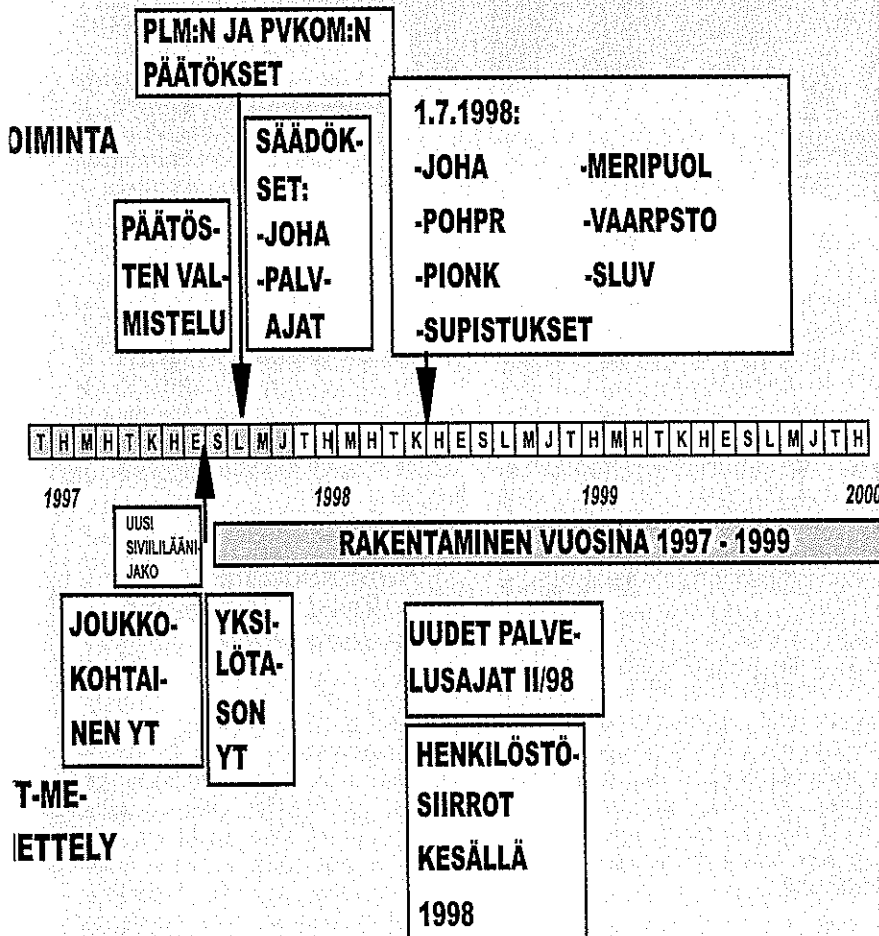 PLM:N JA PVKOM:N
PÄÄTÖKSET
OIMINTA
PÄÄTÖS-
TEN VAL-
MISTELU
SÄÄDÖK-
SET:
-JOHA
-PALV-
AJAT
1.7.1998:
-JOHA -MERIPUOL
-POHPR -VAARPSTO
-PIONK -SLUV
-SUPISTUKSET
T H M H T K H E S L M J T H M H T K H E S L M J T H M H T K H E S L M J T H
1997 1998 1999 2000
UUSI
SIVIILILÄÄNI-
JAKO
RAKENTAMINEN VUOSINA 1997 - 1999
JOUKKO-
KOHTAI-
NEN YT
YKSI-
LÖTA-
SON
YT
UUDET PALVE-
LUSAJAT II/98
HENKILÖSTÖ-
SIIRROT
KESÄLLÄ
1998
T-ME-
ETTELY